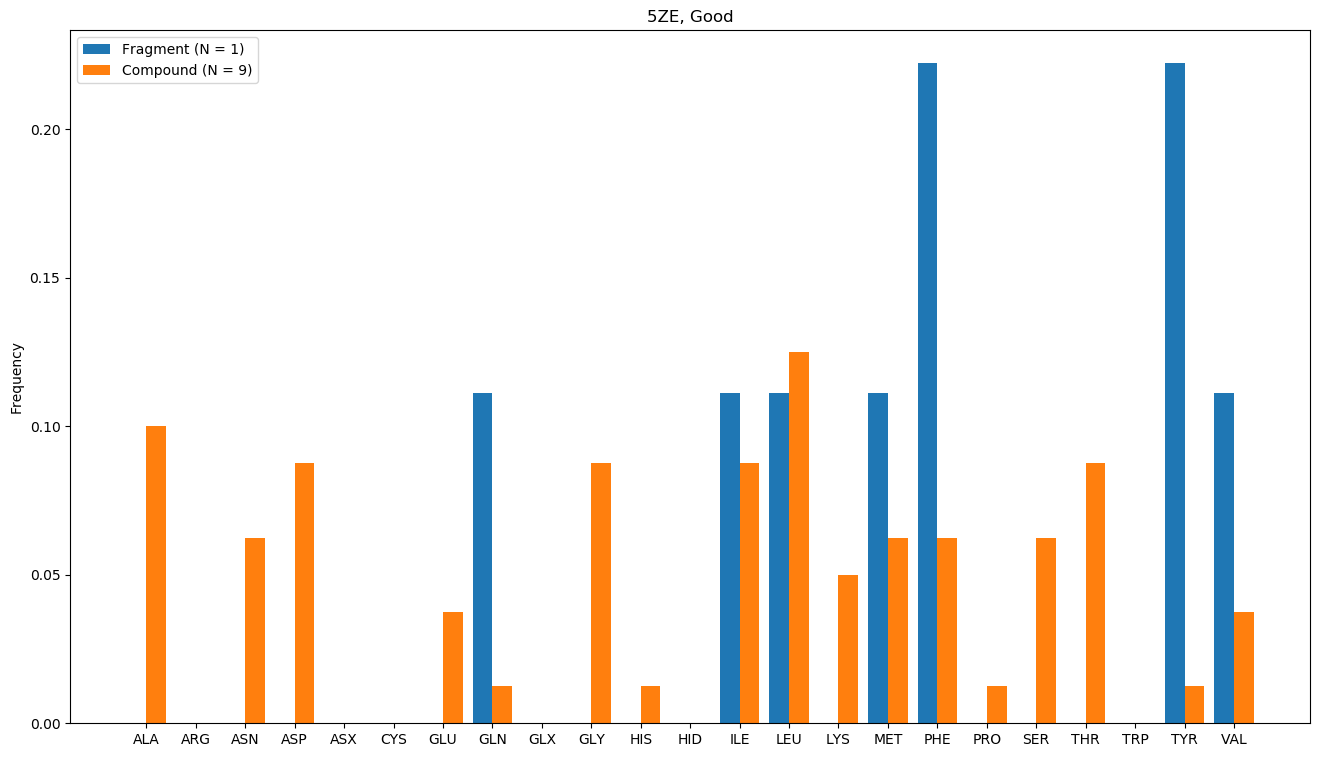 5ZE, Good
Fragment (N = 1)
Compound (N = 9)
Frequency
0.20
0.15
0.10
0.05
0.00
ALA ARG ASN ASP ASX CYS GLU GLN GLX GLY HIS HID ILE LEU LYS MET PHE PRO SER THR TRP TYR VAL